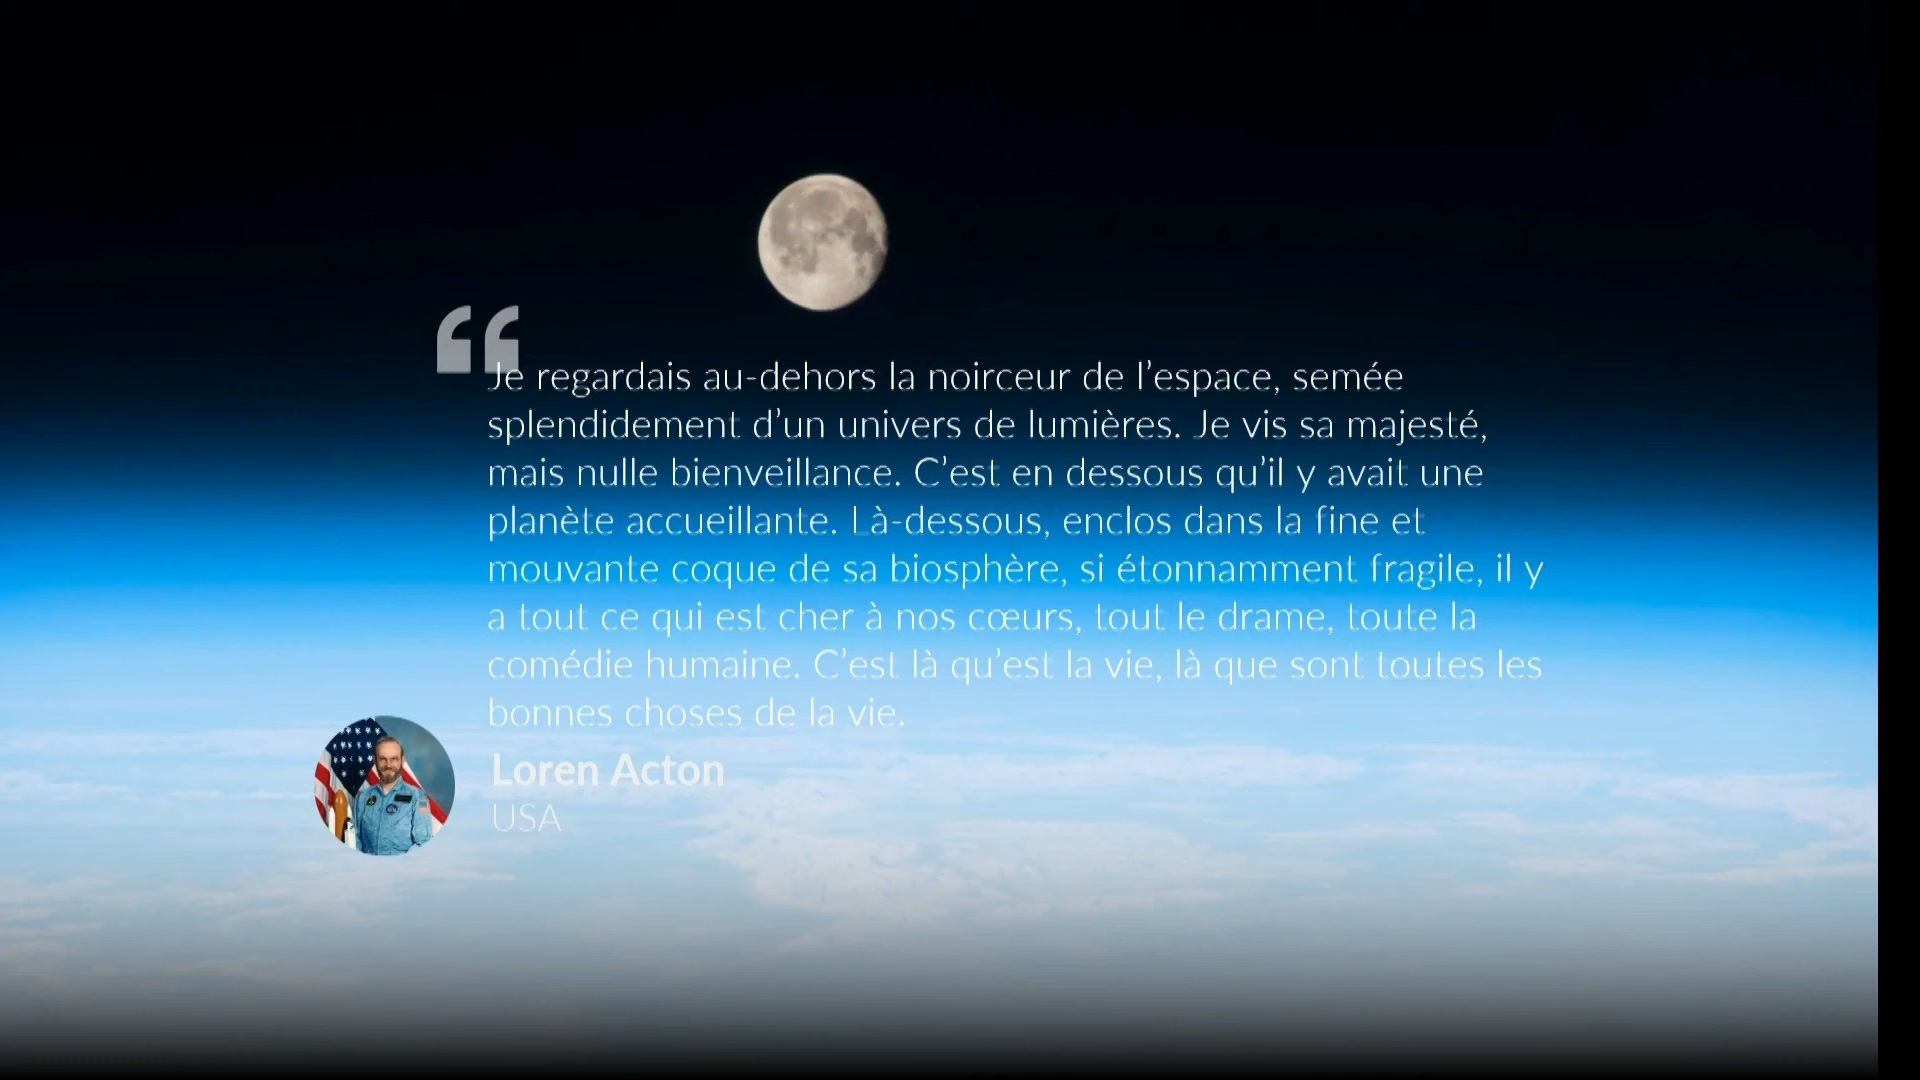 “
Je regardais au-dehors la noirceur de l’espace, semée
splendidement d’un univers de lumières. Je vis sa majesté,
mais nulle bienveillance. C’est en dessous qu’il y avait une
planète accueillante. Là-dessous, enclos dans la fine et
mouvante coque de sa biosphère, si étonnamment fragile, il y
a tout ce qui est cher à nos cœurs, tout le drame, toute la
comédie humaine. C’est là qu’est la vie, là que sont toutes les
bonnes choses de la vie.
Loren Acton
USA